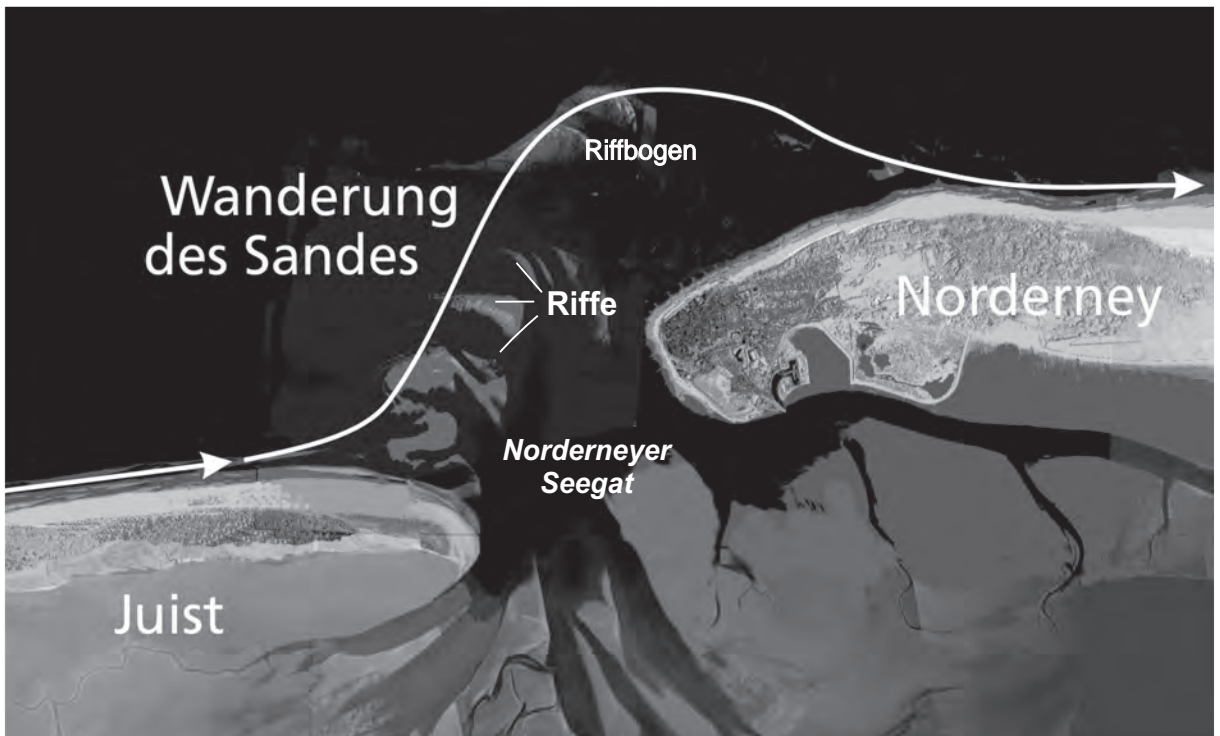 Riffbogen
Wanderung
des Sandes
Norderney
Riffe
Norderneyer
Seegat
Juist